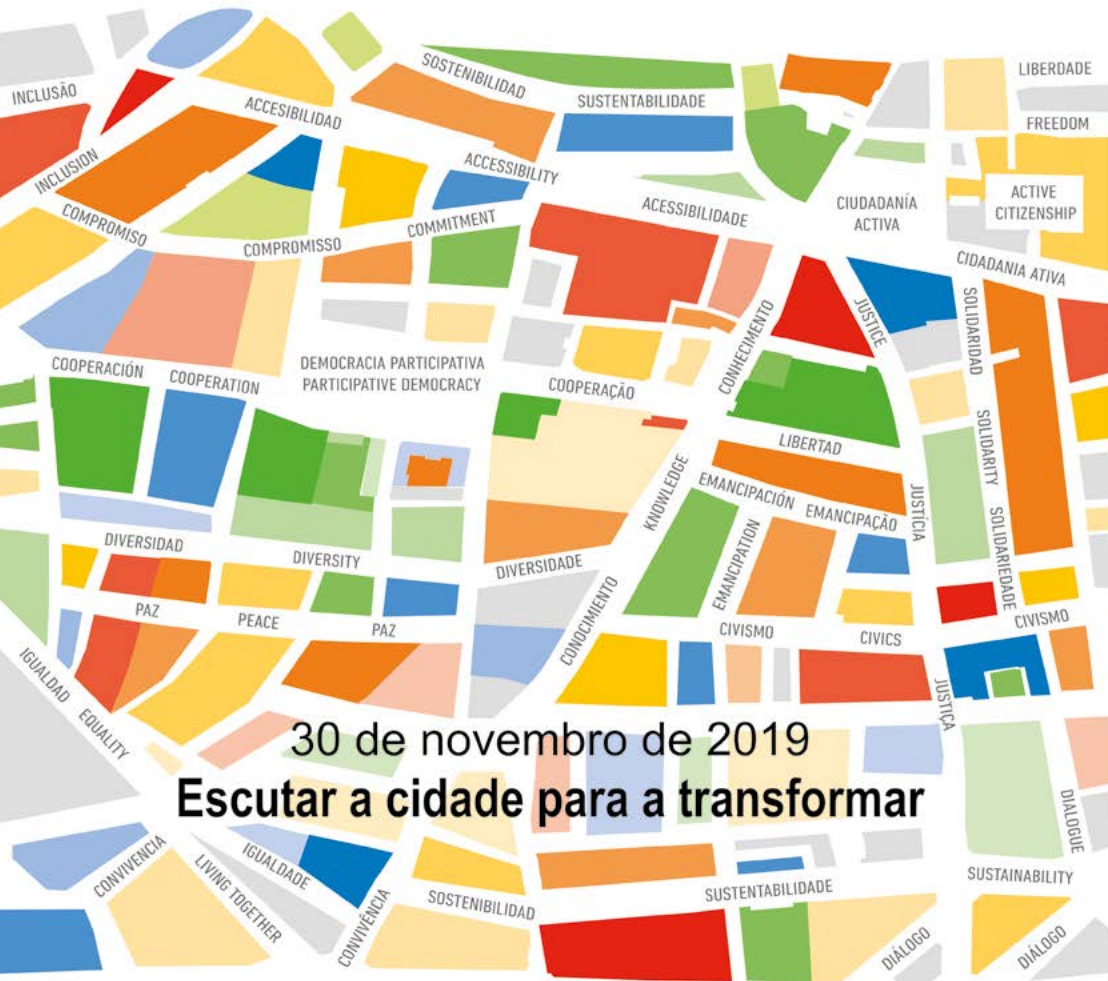 INCLUSÃO
ACCESIBILIDAD
SOSTENIBILIDAD
SUSTENTABILIDADE
LIBERDADE
FREEDOM
INCLUSION
ACCESSIBILITY
COMPROMISO
COMPROMISSO
COMMITMENT
ACESSIBILIDADE
CIUDADANÍA
ACTIVA
ACTIVE
CITIZENSHIP
CIDADANIA ATIVA
COOPERACIÓN
COOPERATION
DEMOCRACIA PARTICIPATIVA
PARTICIPATIVE DEMOCRACY
COOPERAÇÃO
CONHECIMENTO
JUSTICE
SOLIDARIDAD
LIBERTAD
SOLIDARITY
KNOWLEDGE
EMANCIPACIÓN
EMANCIPAÇÃO
JUSTÍCIA
SOLIDARIEDADE
DIVERSIDAD
DIVERSITY
DIVERSIDADE
EMANCIPATION
PAZ
PEACE
PAZ
CONOCIMIENTO
CIVISMO
CIVICS
CIVISMO
IGUALDAD
EQUALITY
JUSTIÇA
30 de novembro de 2019
Escutar a cidade para a transformar
DIALOGUE
CONVIVENCIA
LIVING TOGETHER
IGUALDADE
CONVIVÊNCIA
SOSTENIBILIDAD
SUSTENTABILIDADE
SUSTAINABILITY
DIÁLOGO
DIÁLOGO